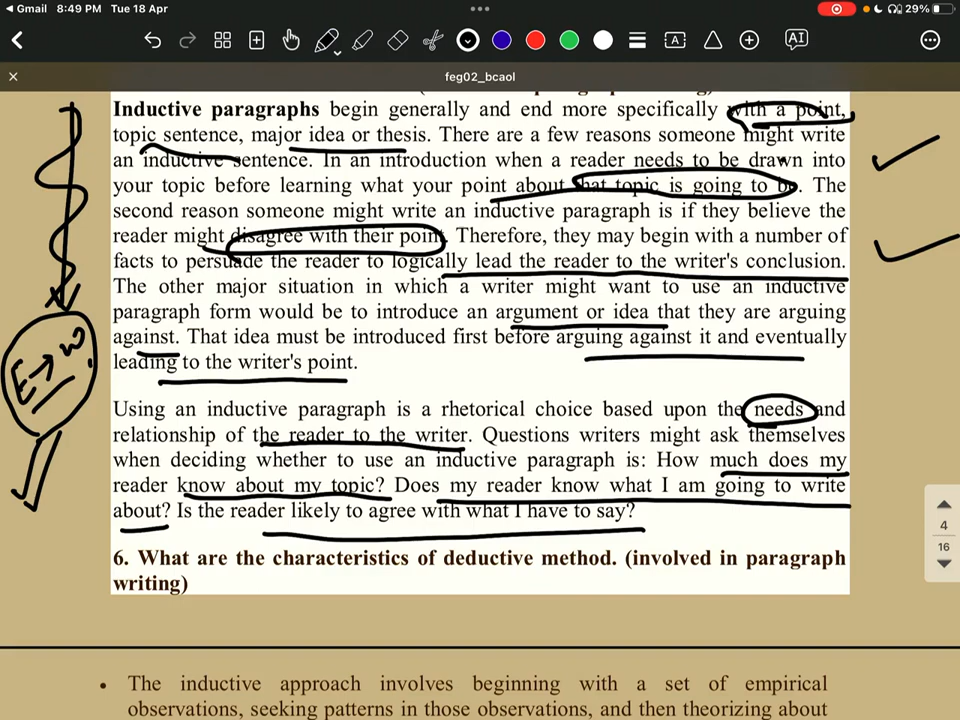 Gmail 8:49 PM Tue 18 Apr 29%
A AI
feg02_bcaol
Inductive paragraphs begin generally and end more specifically with a point,
topic sentence, major idea or thesis. There are a few reasons someone might write
an inductive sentence. In an introduction when a reader needs to be drawn into
your topic before learning what your point about that topic is going to be. The
second reason someone might write an inductive paragraph is if they believe the
reader might disagree with their point. Therefore, they may begin with a number of
facts to persuade the reader to logically lead the reader to the writer's conclusion.
The other major situation in which a writer might want to use an inductive
paragraph form would be to introduce an argument or idea that they are arguing
against. That idea must be introduced first before arguing against it and eventually
leading to the writer's point.
E → W
Using an inductive paragraph is a rhetorical choice based upon the needs and
relationship of the reader to the writer. Questions writers might ask themselves
when deciding whether to use an inductive paragraph is: How much does my
reader know about my topic? Does my reader know what I am going to write
about? Is the reader likely to agree with what I have to say?
4
16
6. What are the characteristics of deductive method. (involved in paragraph
writing)
• The inductive approach involves beginning with a set of empirical
observations, seeking patterns in those observations, and then theorizing about